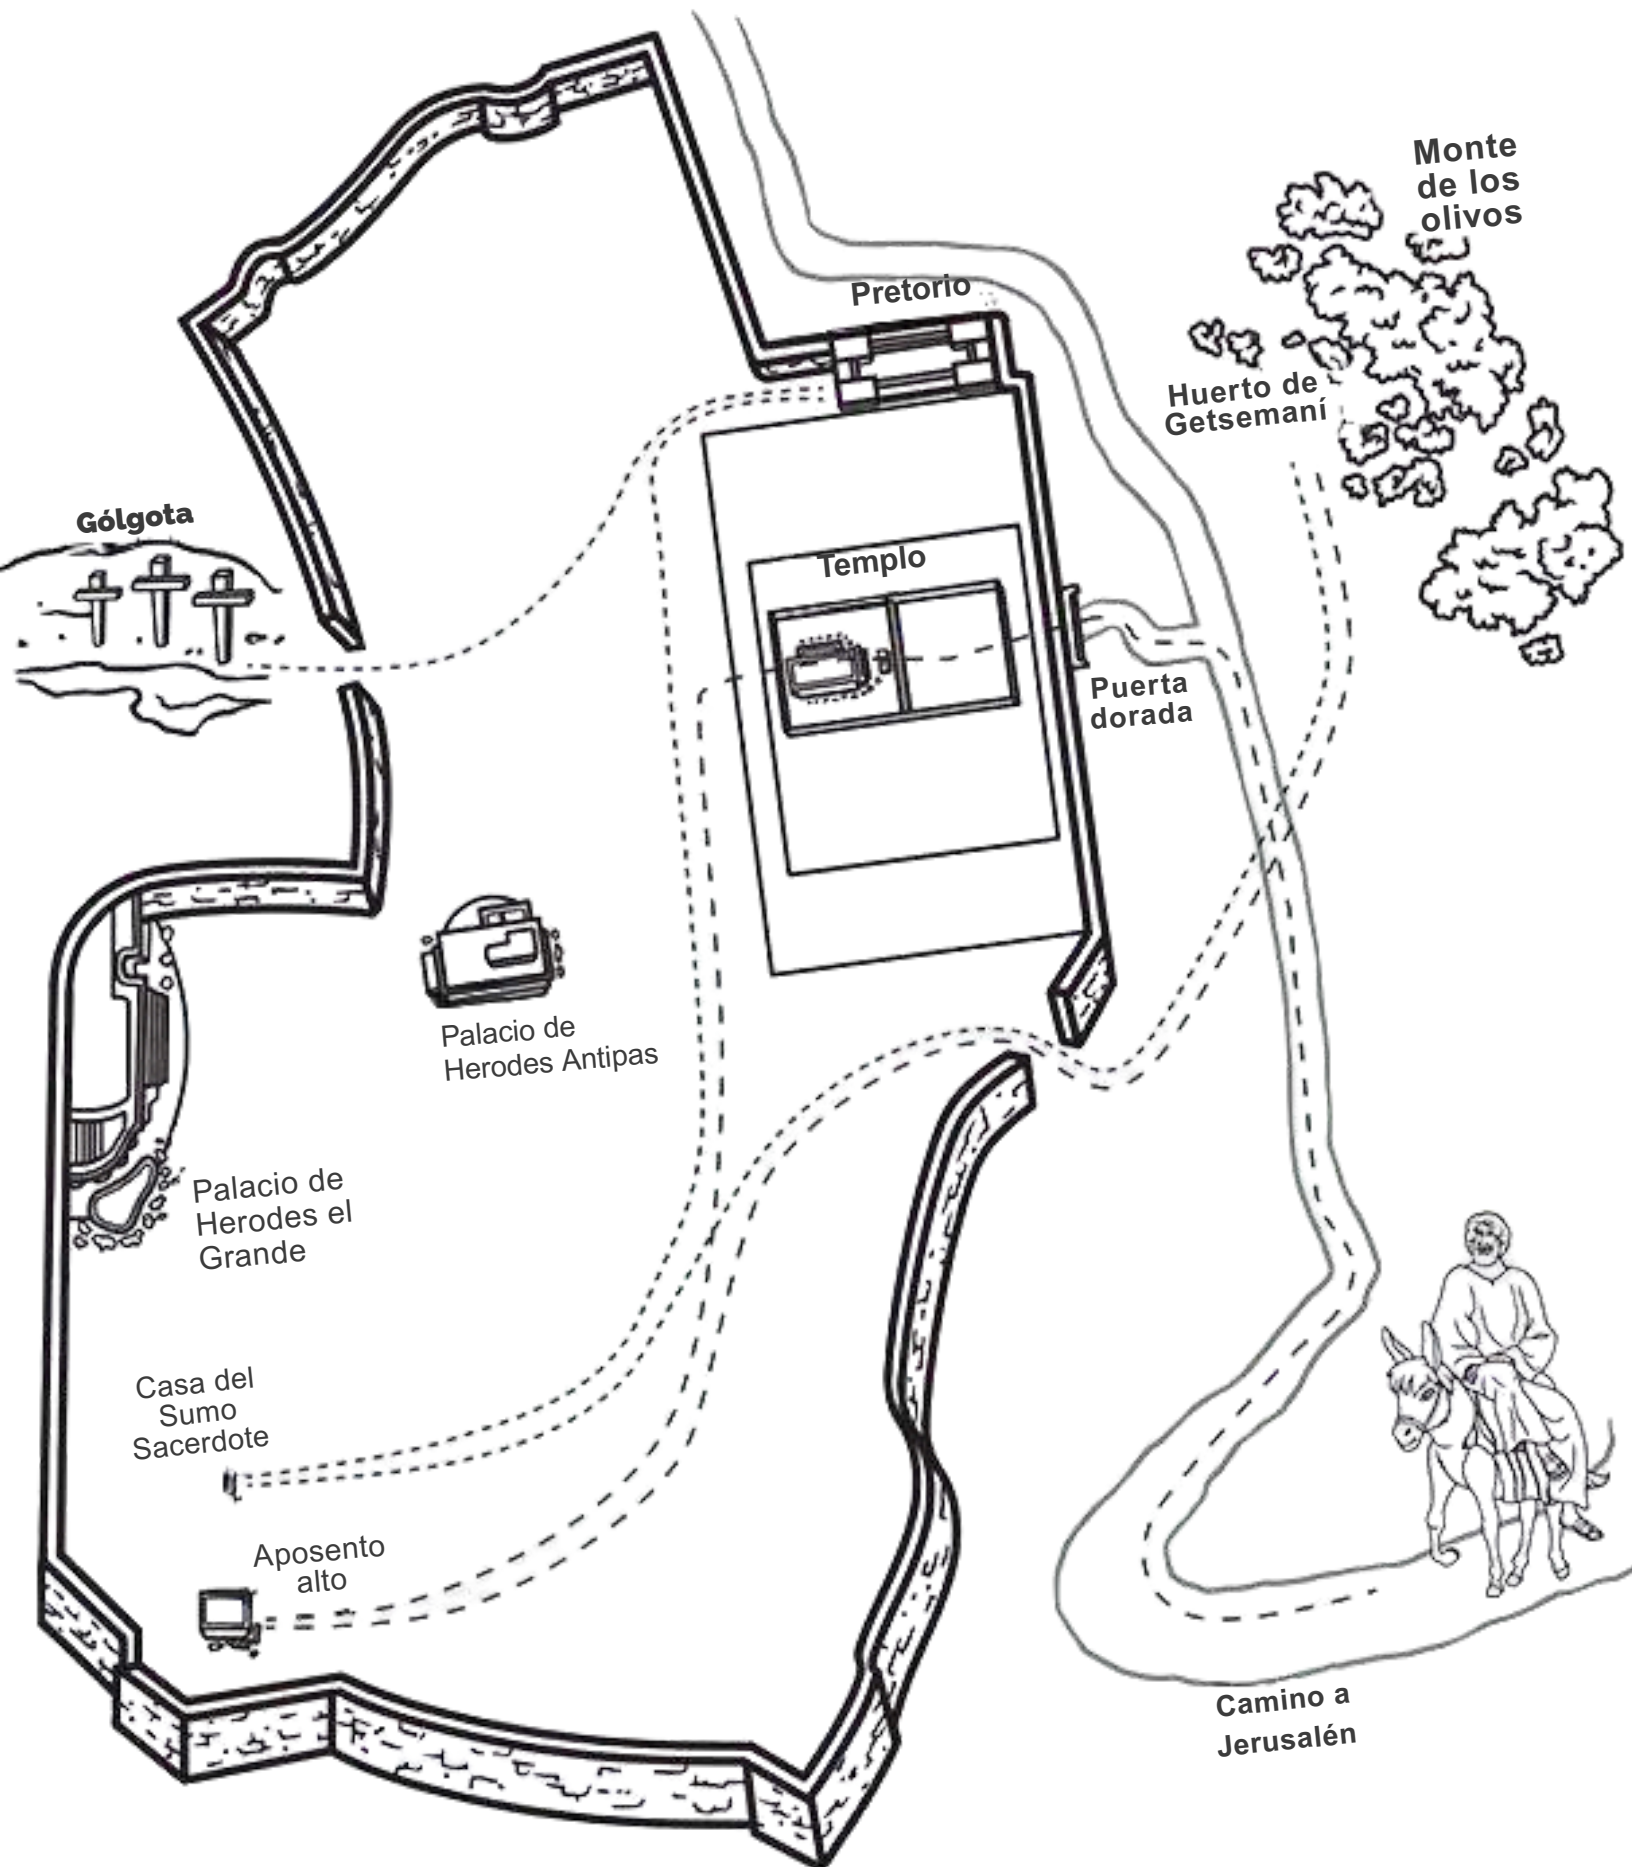 Monte
de los
olivos
Pretorio
Huerto de
Getsemaní
Gólgota
Templo
Puerta
dorada
Palacio de
Herodes Antipas
Palacio de
Herodes el
Grande
Casa del
Sumo
Sacerdote
Aposento
alto
Camino a
Jerusalén